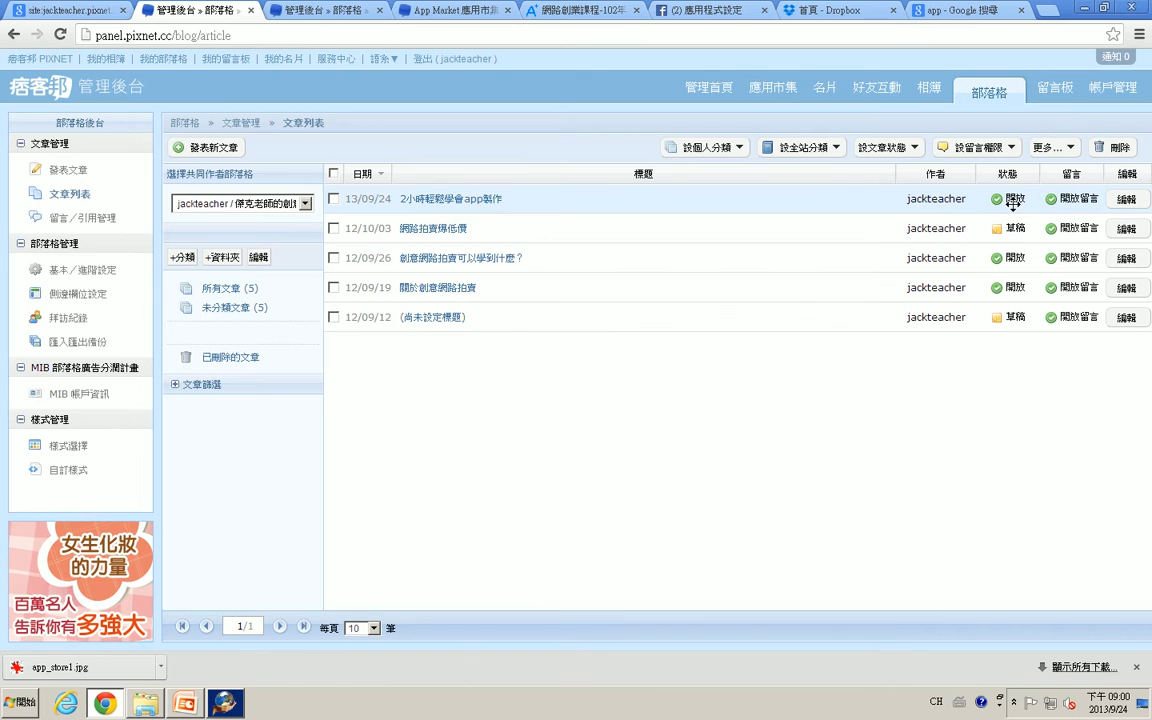 site:jackteacher.pixnet
管理後台 » 部落格 »
管理後台 » 部落格 »
App Market 應用市集
網路創業課程-102年
(2) 應用程式設定
首頁 - Dropbox
app - Google 搜尋
panel.pixnet.cc/blog/article
痞客邦 PIXNET | 我的相簿 | 我的部落格 | 我的留言板 | 我的名片 | 服務中心 | 語系▼ | 登出 ( jackteacher )
通知 0
痞客邦 管理後台
管理首頁 應用市集 名片 好友互動 相簿 部落格 留言板 帳戶管理
部落格後台
文章管理
發表文章
文章列表
留言／引用管理
部落格管理
基本／進階設定
側邊欄位設定
拜訪紀錄
匯入匯出備份
MIB 部落格廣告分潤計畫
MIB 帳戶資訊
樣式管理
樣式選擇
自訂樣式
女生化妝
的力量
百萬名人
告訴你有多強大
部落格 » 文章管理 » 文章列表
發表新文章
設個人分類 ▼ 設全站分類 ▼ 設文章狀態 ▼ 設留言權限 ▼ 更多... ▼ 刪除
選擇共同作者部落格
jackteacher / 傑克老師的創
+分類 +資料夾 編輯
所有文章 (5)
未分類文章 (5)
已刪除的文章
文章篩選
日期 標題 作者 狀態 留言 編輯
13/09/24 2小時輕鬆學會app製作 jackteacher 開放 開放留言 編輯
12/10/03 網路拍賣爆低價 jackteacher 草稿 開放留言 編輯
12/09/26 創意網路拍賣可以學到什麼？ jackteacher 開放 開放留言 編輯
12/09/19 關於創意網路拍賣 jackteacher 開放 開放留言 編輯
12/09/12 (尚未設定標題) jackteacher 草稿 開放留言 編輯
1/1 每頁 10 筆
app_store1.jpg
顯示所有下載...
開始
CH
下午 09:00
2013/9/24